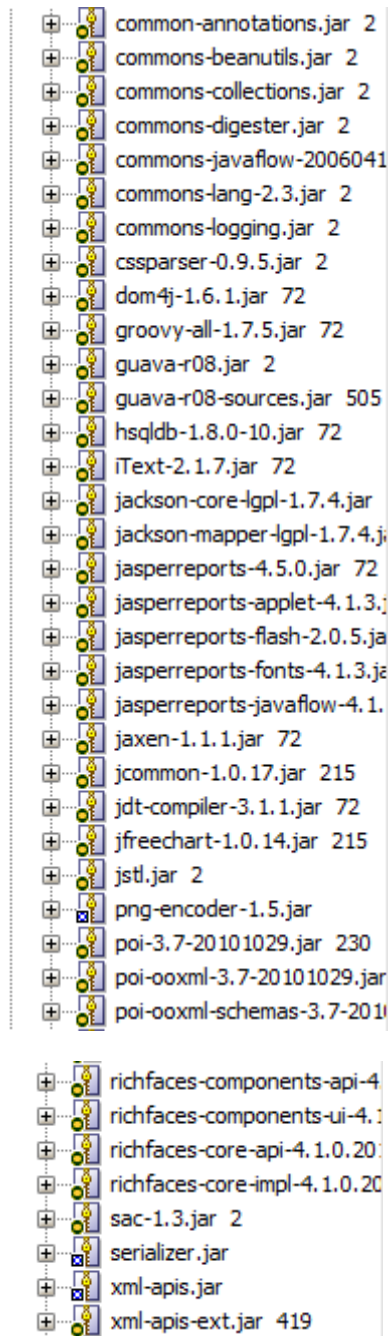 common-annotations.jar 2
commons-beanutils.jar 2
commons-collections.jar 2
commons-digester.jar 2
commons-javaflow-2006041
commons-lang-2.3.jar 2
commons-logging.jar 2
cssparser-0.9.5.jar 2
dom4j-1.6.1.jar 72
groovy-all-1.7.5.jar 72
guava-r08.jar 2
guava-r08-sources.jar 505
hsqldb-1.8.0-10.jar 72
iText-2.1.7.jar 72
jackson-core-lgpl-1.7.4.jar
jackson-mapper-lgpl-1.7.4.ja
jasperreports-4.5.0.jar 72
jasperreports-applet-4.1.3.j
jasperreports-flash-2.0.5.ja
jasperreports-fonts-4.1.3.ja
jasperreports-javaflow-4.1.
jaxen-1.1.1.jar 72
jcommon-1.0.17.jar 215
jdt-compiler-3.1.1.jar 72
jfreechart-1.0.14.jar 215
jstl.jar 2
png-encoder-1.5.jar
poi-3.7-20101029.jar 230
poi-ooxml-3.7-20101029.jar
poi-ooxml-schemas-3.7-2010
richfaces-components-api-4.
richfaces-components-ui-4.1
richfaces-core-api-4.1.0.201
richfaces-core-impl-4.1.0.20
sac-1.3.jar 2
serializer.jar
xml-apis.jar
xml-apis-ext.jar 419